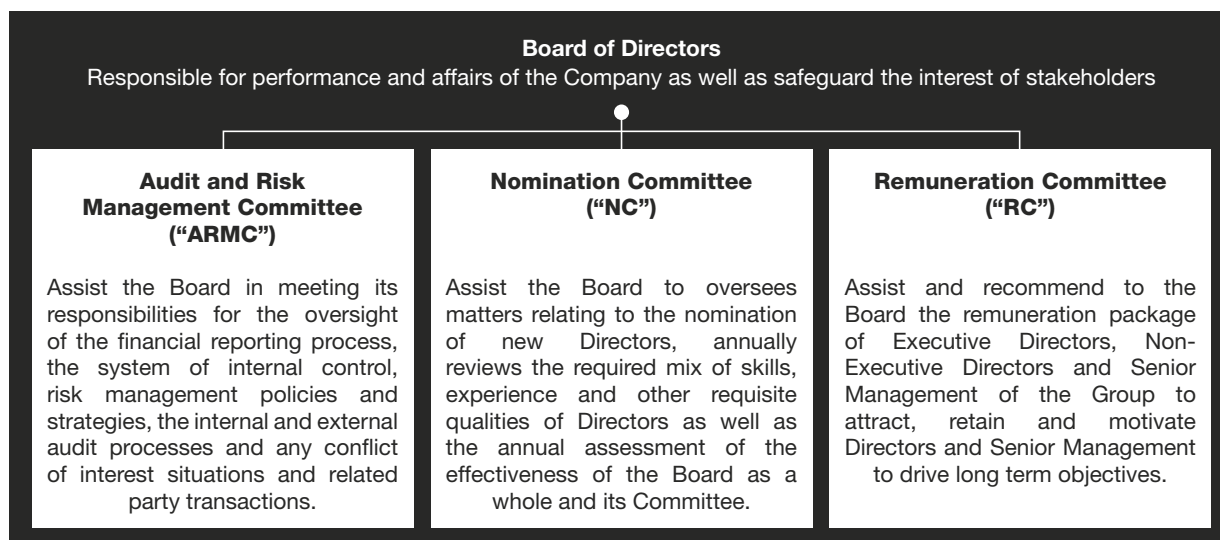 Board of Directors
Responsible for performance and affairs of the Company as well as safeguard the interest of stakeholders
Audit and Risk
Management Committee
(“ARMC”)
Assist the Board in meeting its
responsibilities for the oversight
of the financial reporting process,
the system of internal control,
risk management policies and
strategies, the internal and external
audit processes and any conflict
of interest situations and related
party transactions.
Nomination Committee
(“NC”)
Assist the Board to oversees
matters relating to the nomination
of new Directors, annually
reviews the required mix of skills,
experience and other requisite
qualities of Directors as well as
the annual assessment of the
effectiveness of the Board as a
whole and its Committee.
Remuneration Committee
(“RC”)
Assist and recommend to the
Board the remuneration package
of Executive Directors, Non-
Executive Directors and Senior
Management of the Group to
attract, retain and motivate
Directors and Senior Management
to drive long term objectives.